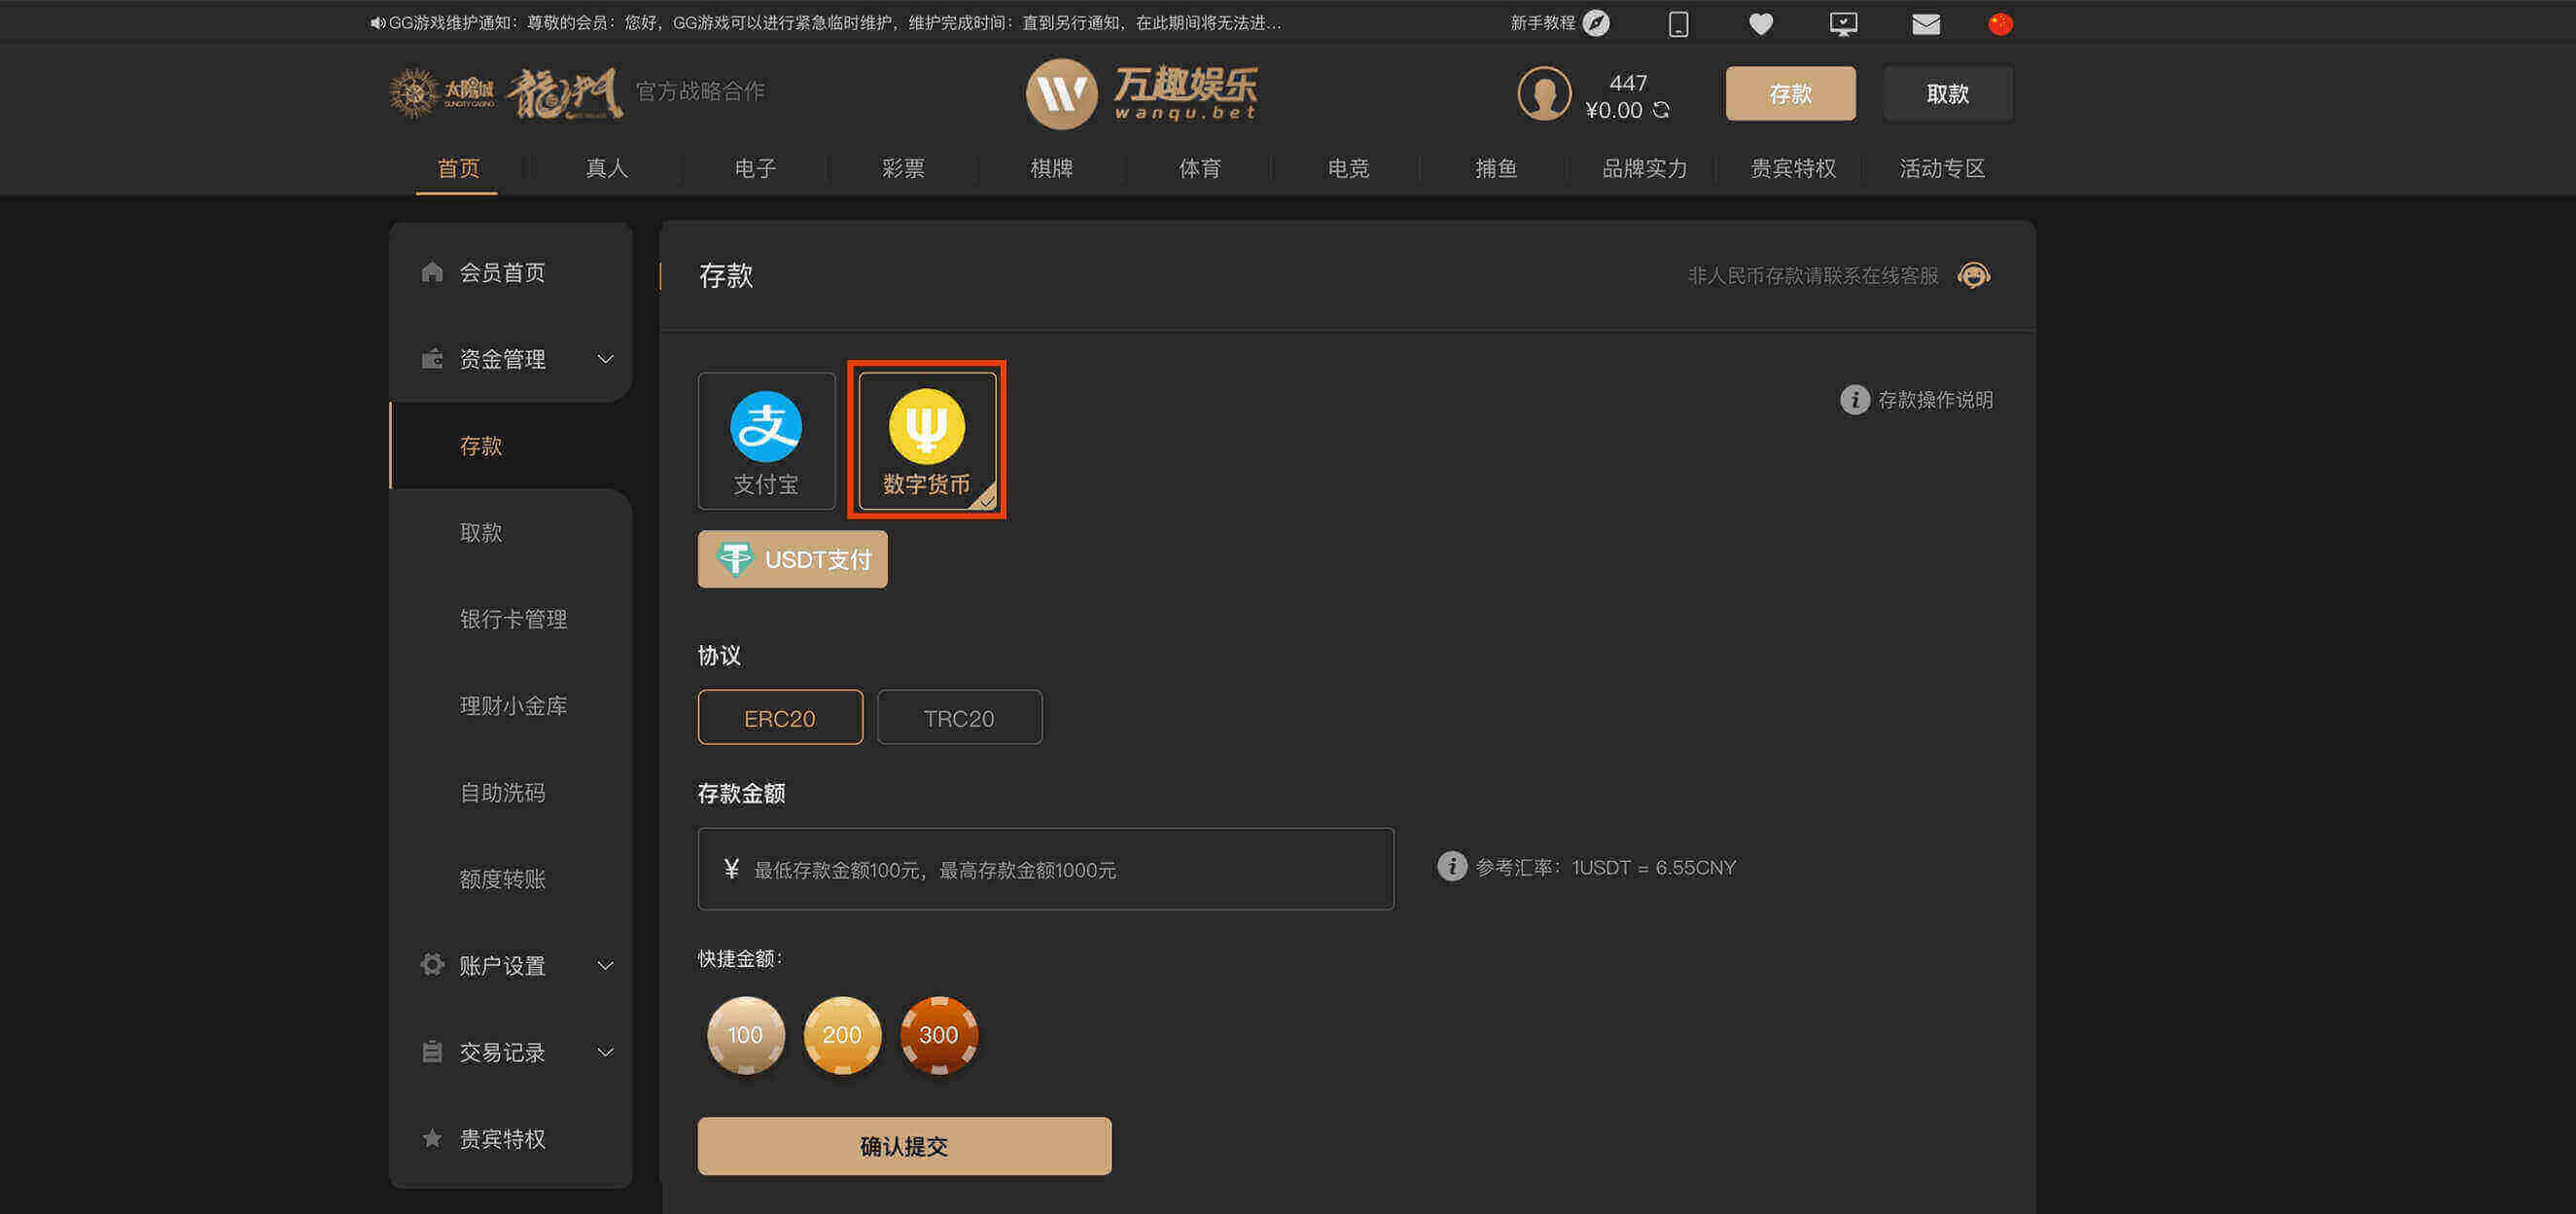 GG游戏维护通知：尊敬的会员：您好，GG游戏可以进行紧急临时维护，维护完成时间：直到另行通知，在此期间将无法进...
新手教程
太陽城
SUNCITY CASINO
龍门
官方战略合作
万趣娱乐
wanqu.bet
447
¥0.00
存款
取款
首页
真人
电子
彩票
棋牌
体育
电竞
捕鱼
品牌实力
贵宾特权
活动专区
会员首页
资金管理
存款
取款
银行卡管理
理财小金库
自助洗码
额度转账
账户设置
交易记录
贵宾特权
存款
非人民币存款请联系在线客服
支
支付宝
数字货币
存款操作说明
USDT支付
协议
ERC20
TRC20
存款金额
¥ 最低存款金额100元，最高存款金额1000元
参考汇率：1USDT = 6.55CNY
快捷金额：
100
200
300
确认提交